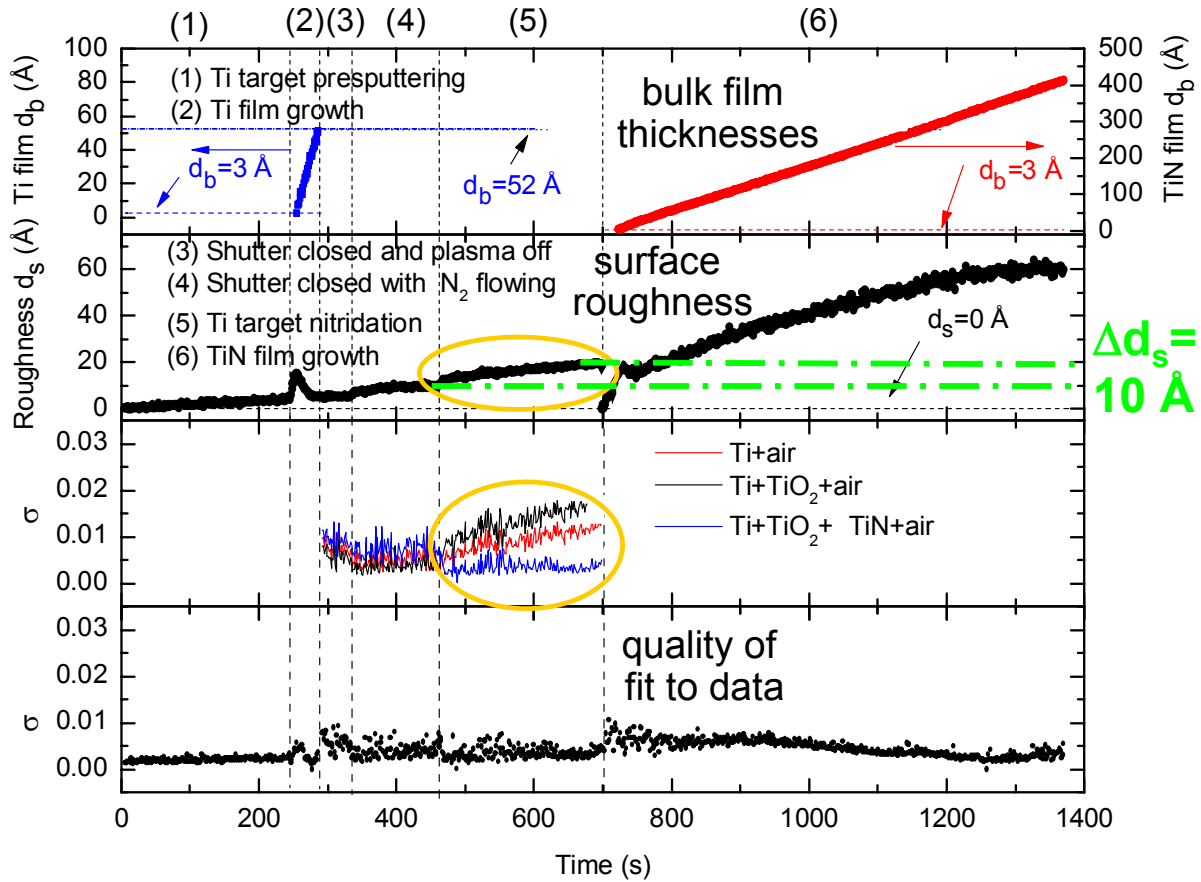 (1) (2) (3) (4) (5) (6)
100 80 60 40 20 0
Ti film d_b (Å)
(1) Ti target presputtering
(2) Ti film growth
d_b=3 Å
d_b=52 Å
bulk film
thicknesses
d_b=3 Å
500 400 300 200 100 0
TiN film d_b (Å)
60 40 20 0
Roughness d_s (Å)
(3) Shutter closed and plasma off
(4) Shutter closed with N₂ flowing
(5) Ti target nitridation
(6) TiN film growth
surface
roughness
d_s=0 Å
Δd_s=
10 Å
0.03 0.02 0.01 0.00
σ
Ti+air
Ti+TiO₂+air
Ti+TiO₂+ TiN+air
0.03 0.02 0.01 0.00
σ
quality of
fit to data
0 200 400 600 800 1000 1200 1400
Time (s)